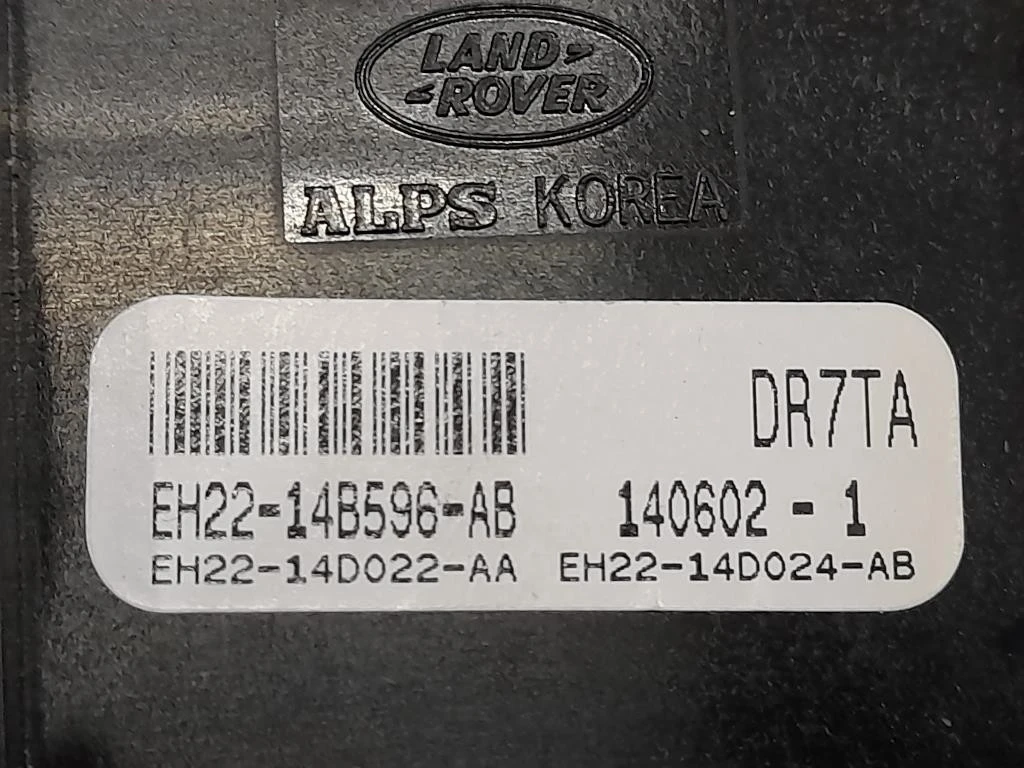 LAND
ROVER
ALPS KOREA
DR7TA
EH22-14B596-AB 140602 - 1
EH22-14D022-AA EH22-14D024-AB